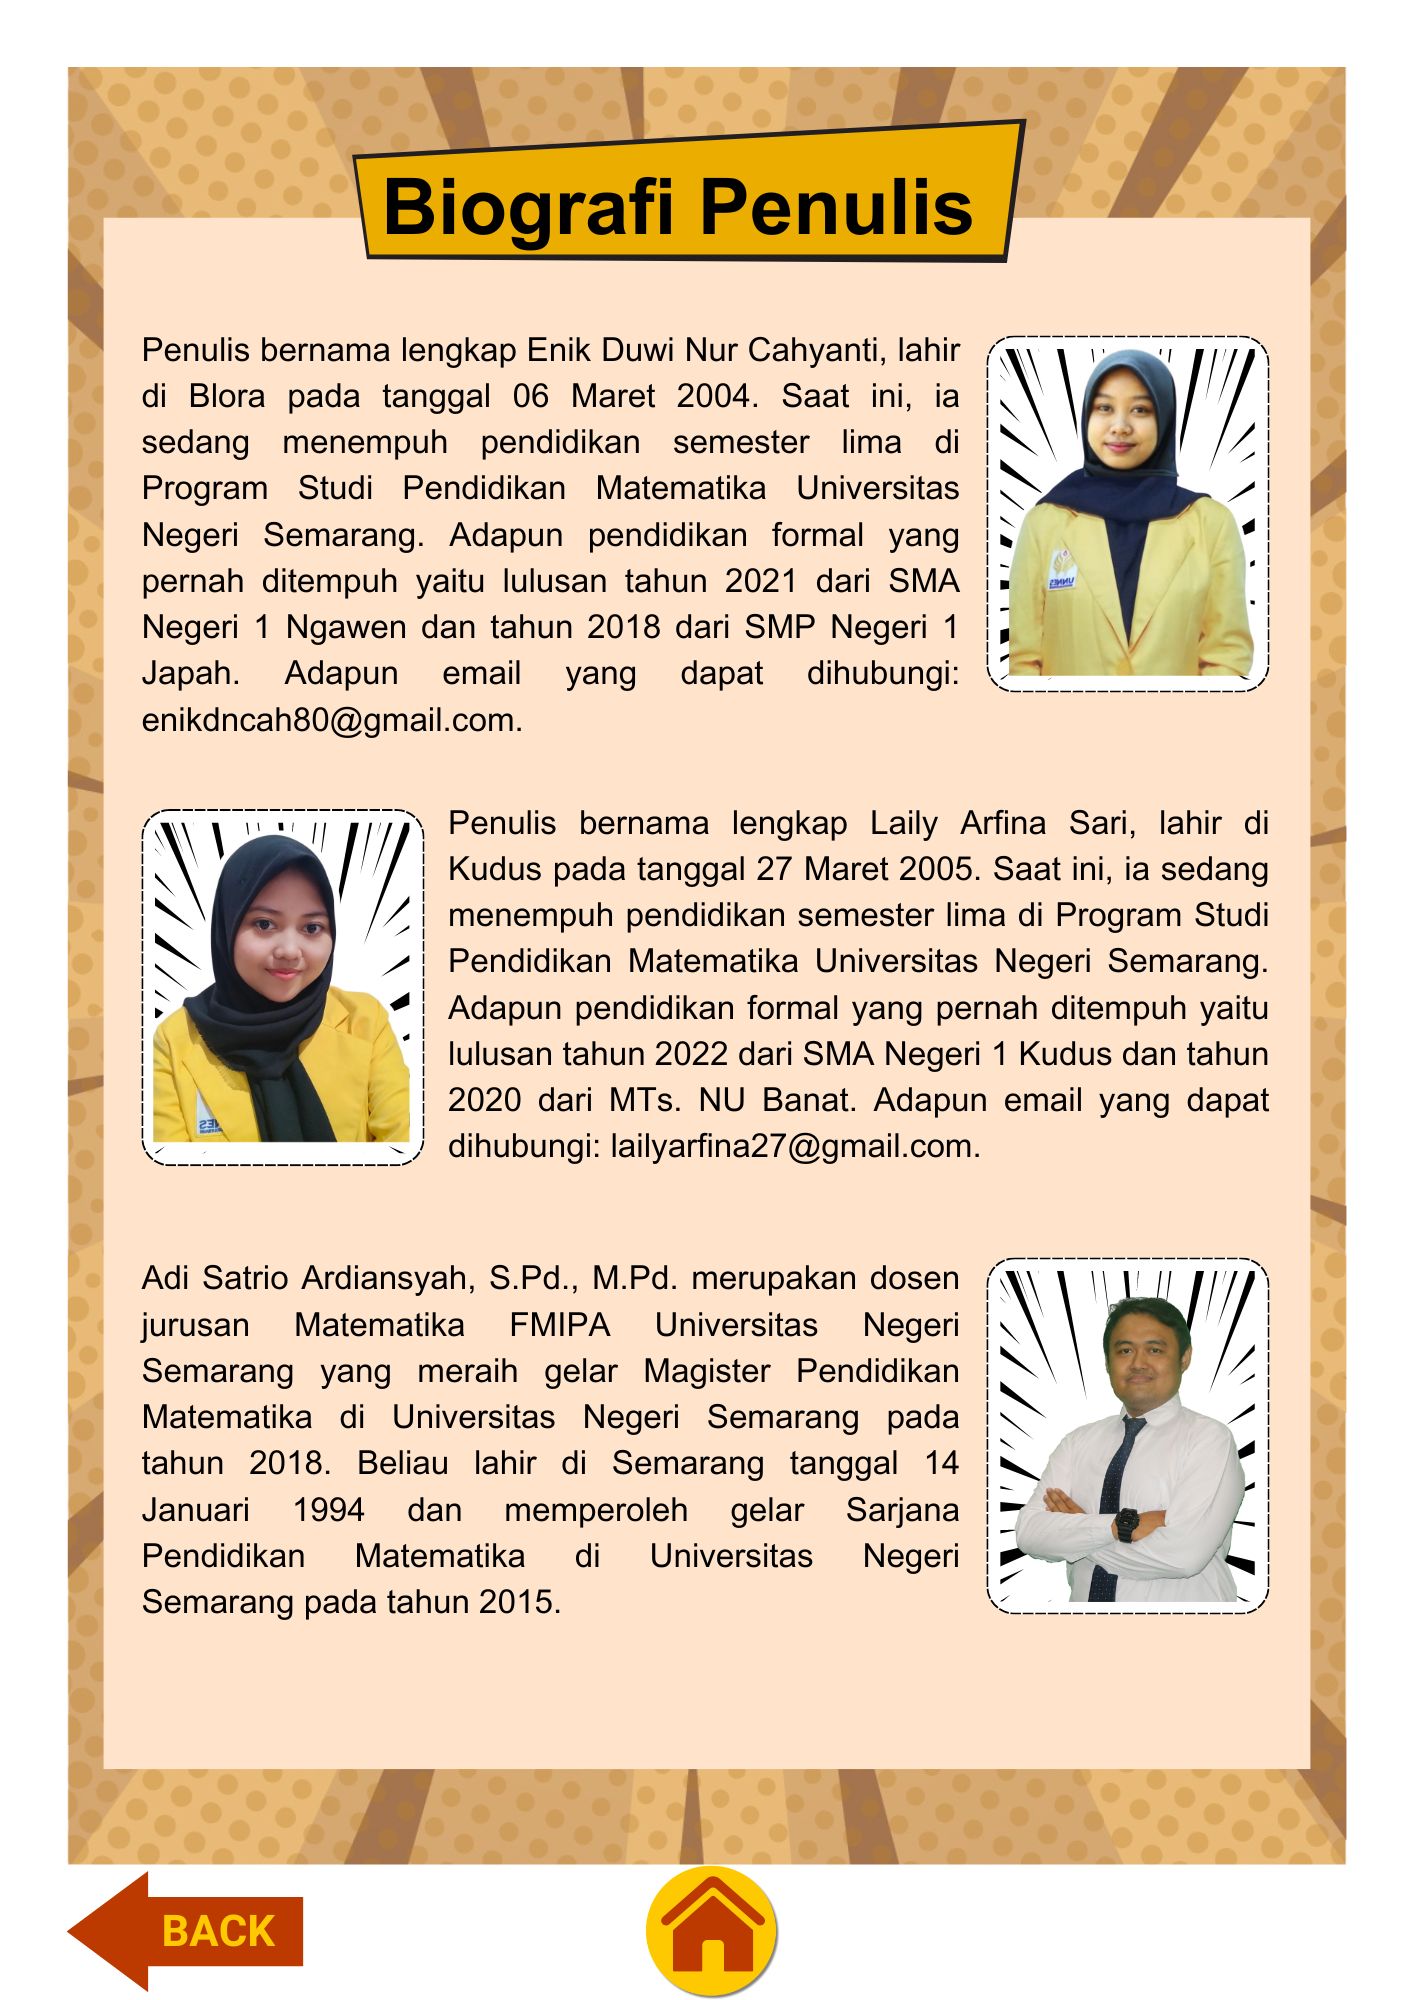 Biografi Penulis
Penulis bernama lengkap Enik Duwi Nur Cahyanti, lahir
di Blora pada tanggal 06 Maret 2004. Saat ini, ia
sedang menempuh pendidikan semester lima di
Program Studi Pendidikan Matematika Universitas
Negeri Semarang. Adapun pendidikan formal yang
pernah ditempuh yaitu lulusan tahun 2021 dari SMA
Negeri 1 Ngawen dan tahun 2018 dari SMP Negeri 1
Japah. Adapun email yang dapat dihubungi:
enikdncah80@gmail.com.
UNNES
Penulis bernama lengkap Laily Arfina Sari, lahir di
Kudus pada tanggal 27 Maret 2005. Saat ini, ia sedang
menempuh pendidikan semester lima di Program Studi
Pendidikan Matematika Universitas Negeri Semarang.
Adapun pendidikan formal yang pernah ditempuh yaitu
lulusan tahun 2022 dari SMA Negeri 1 Kudus dan tahun
2020 dari MTs. NU Banat. Adapun email yang dapat
dihubungi: lailyarfina27@gmail.com.
Adi Satrio Ardiansyah, S.Pd., M.Pd. merupakan dosen
jurusan Matematika FMIPA Universitas Negeri
Semarang yang meraih gelar Magister Pendidikan
Matematika di Universitas Negeri Semarang pada
tahun 2018. Beliau lahir di Semarang tanggal 14
Januari 1994 dan memperoleh gelar Sarjana
Pendidikan Matematika di Universitas Negeri
Semarang pada tahun 2015.
BACK